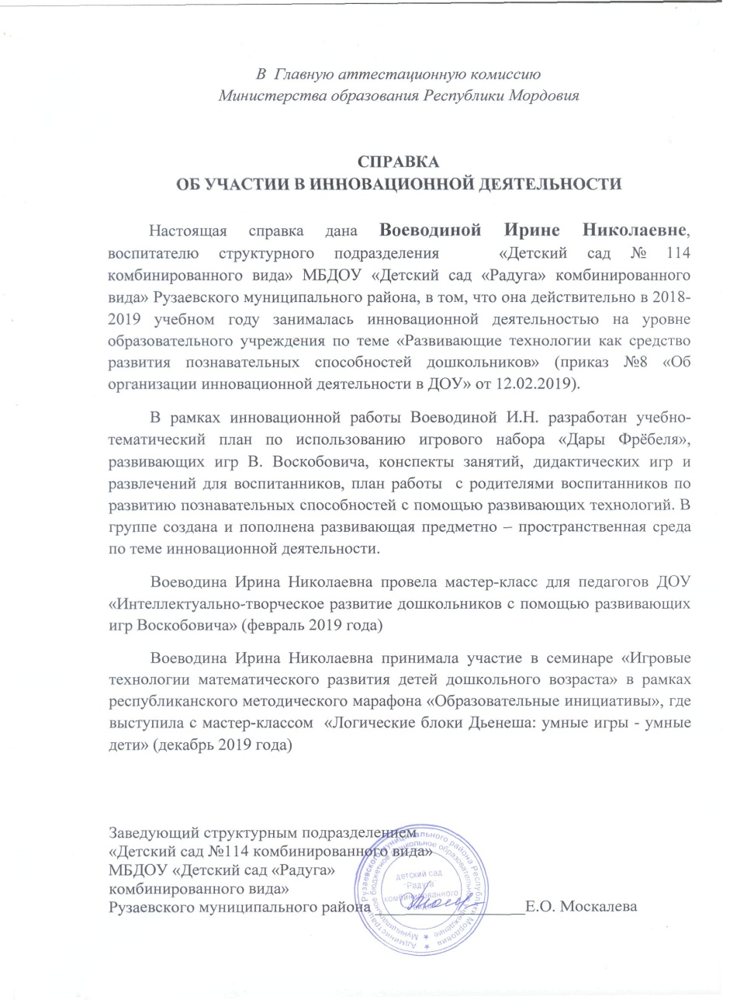 В Главную аттестационную комиссию
Министерства образования Республики Мордовия
СПРАВКА
ОБ УЧАСТИИ В ИННОВАЦИОННОЙ ДЕЯТЕЛЬНОСТИ
Настоящая справка дана Воеводиной Ирине Николаевне,
воспитателю структурного подразделения «Детский сад № 114
комбинированного вида» МБДОУ «Детский сад «Радуга» комбинированного
вида» Рузаевского муниципального района, в том, что она действительно в 2018-
2019 учебном году занималась инновационной деятельностью на уровне
образовательного учреждения по теме «Развивающие технологии как средство
развития познавательных способностей дошкольников» (приказ №8 «Об
организации инновационной деятельности в ДОУ» от 12.02.2019).
В рамках инновационной работы Воеводиной И.Н. разработан учебно-
тематический план по использованию игрового набора «Дары Фрёбеля»,
развивающих игр В. Воскобовича, конспекты занятий, дидактических игр и
развлечений для воспитанников, план работы с родителями воспитанников по
развитию познавательных способностей с помощью развивающих технологий. В
группе создана и пополнена развивающая предметно – пространственная среда
по теме инновационной деятельности.
Воеводина Ирина Николаевна провела мастер-класс для педагогов ДОУ
«Интеллектуально-творческое развитие дошкольников с помощью развивающих
игр Воскобовича» (февраль 2019 года)
Воеводина Ирина Николаевна принимала участие в семинаре «Игровые
технологии математического развития детей дошкольного возраста» в рамках
республиканского методического марафона «Образовательные инициативы», где
выступила с мастер-классом «Логические блоки Дьенеша: умные игры - умные
дети» (декабрь 2019 года)
Заведующий структурным подразделением
«Детский сад №114 комбинированного вида»
МБДОУ «Детский сад «Радуга»
комбинированного вида»
Рузаевского муниципального района ___________________Е.О. Москалева
Администрация Рузаевского муниципального района Республики Мордовия
Муниципальное бюджетное дошкольное образовательное учреждение
детский сад
"Радуга
комбинированного